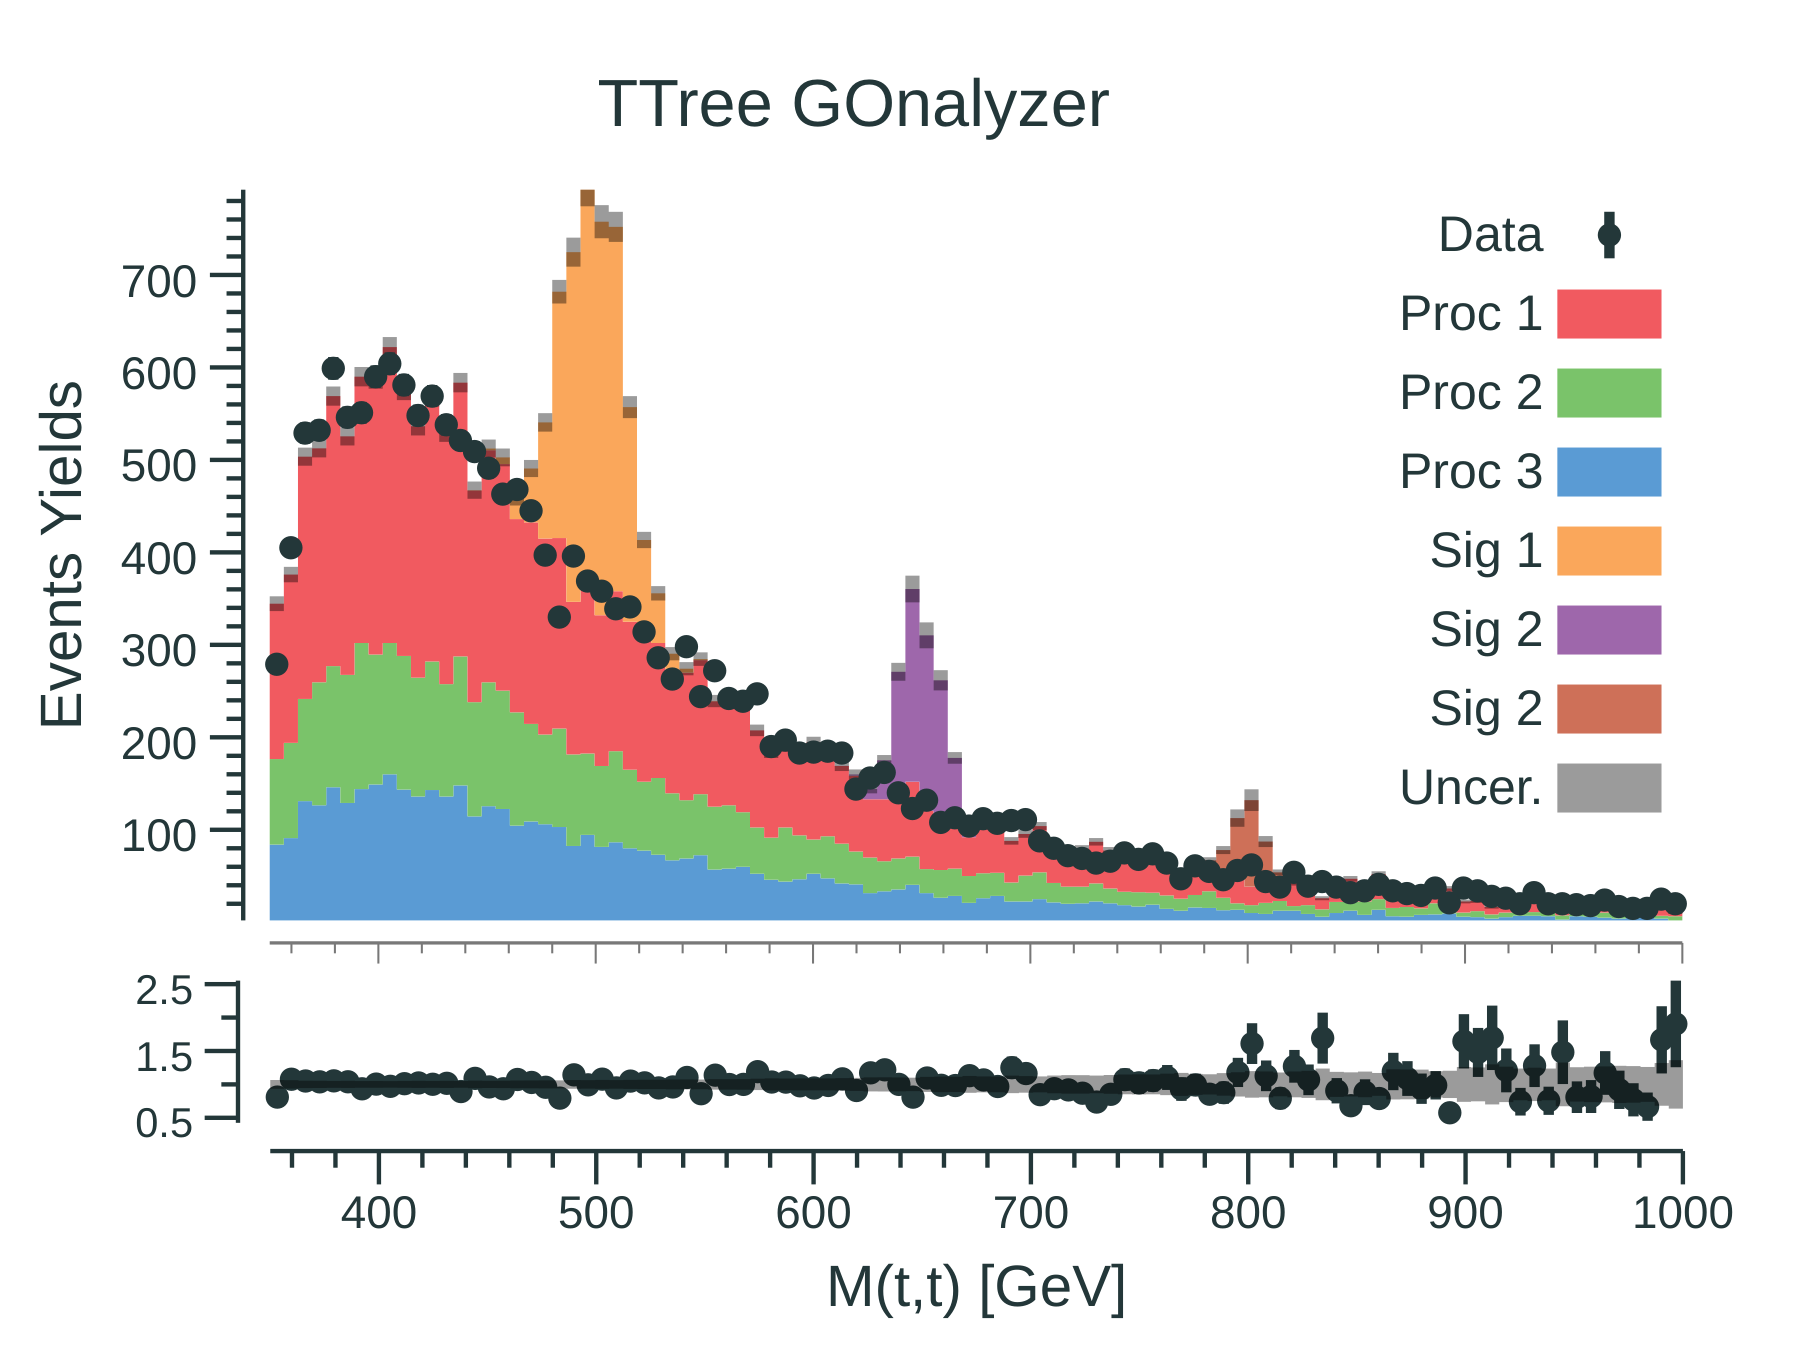 TTree GOnalyzer
Events Yields
700
600
500
400
300
200
100
Data
Proc 1
Proc 2
Proc 3
Sig 1
Sig 2
Sig 2
Uncer.
2.5
1.5
0.5
400 500 600 700 800 900 1000
M(t,t) [GeV]